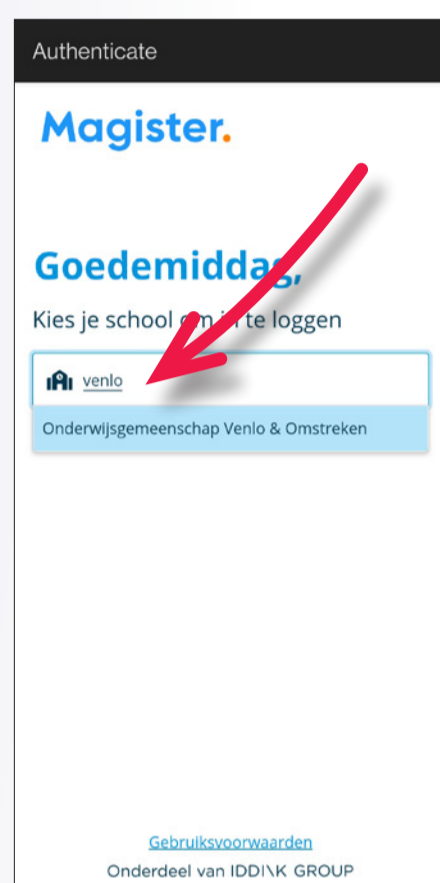 Authenticate
Magister.
Goedemiddag,
Kies je school om in te loggen
venlo
Onderwijsgemeenschap Venlo & Omstreken
Gebruiksvoorwaarden
Onderdeel van IDDINK GROUP